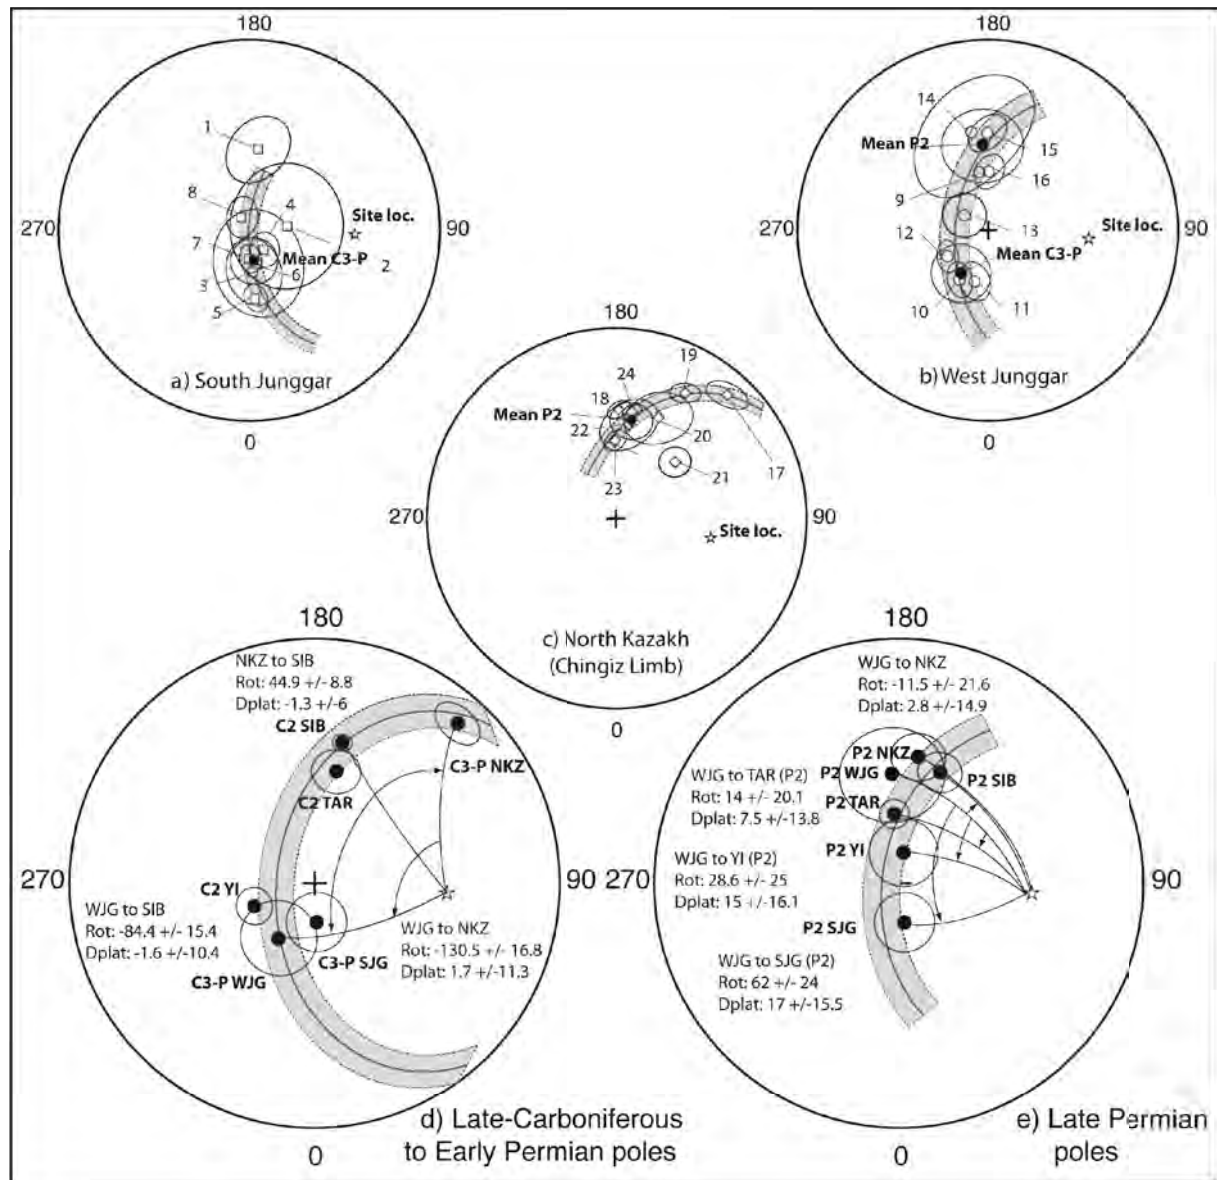 180
1
8
4
Site loc.
270
90
7
Mean C3-P
3
6
2
5
a) South Junggar
0
180
14
Mean P2
15
16
9
270
90
12
13
Site loc.
Mean C3-P
10
11
b) West Junggar
0
180
19
24
18
Mean P2
22
20
17
21
23
270
90
Site loc.
c) North Kazakh
(Chingiz Limb)
0
180
NKZ to SIB
Rot: 44.9 +/- 8.8
Dplat: -1.3 +/-6
C2 SIB
C3-P NKZ
C2 TAR
270
90
C2 YI
WJG to SIB
Rot: -84.4 +/- 15.4
Dplat: -1.6 +/-10.4
C3-P SJG
WJG to NKZ
Rot: -130.5 +/- 16.8
Dplat: 1.7 +/-11.3
C3-P WJG
d) Late-Carboniferous
to Early Permian poles
0
180
WJG to NKZ
Rot: -11.5 +/- 21.6
Dplat: 2.8 +/-14.9
P2 NKZ
P2 WJG
P2 SIB
WJG to TAR (P2)
Rot: 14 +/- 20.1
Dplat: 7.5 +/-13.8
P2 TAR
WJG to YI (P2)
Rot: 28.6 +/- 25
Dplat: 15 +/-16.1
P2 YI
270
90
P2 SJG
WJG to SJG (P2)
Rot: 62 +/- 24
Dplat: 17 +/-15.5
e) Late Permian
poles
0